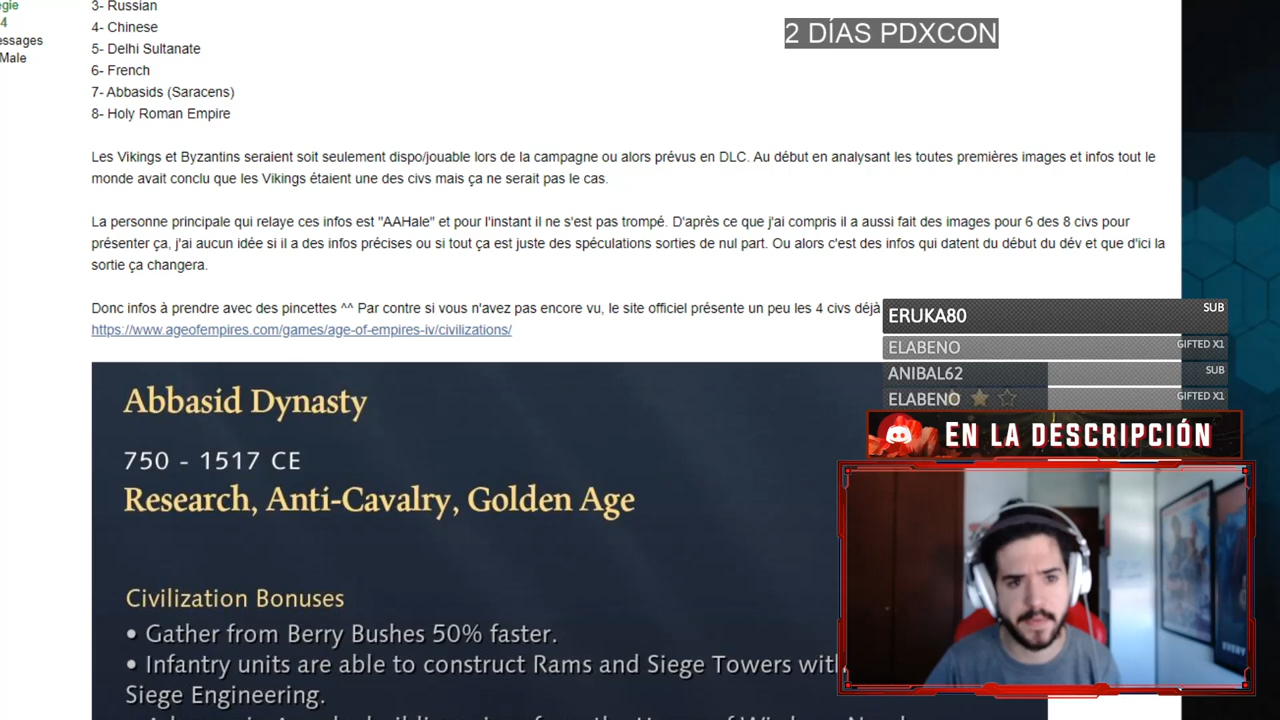 egie
3- Russian
4
4- Chinese
essages
5- Delhi Sultanate
Male
6- French
7- Abbasids (Saracens)
8- Holy Roman Empire
2 DÍAS PDXCON
Les Vikings et Byzantins seraient soit seulement dispo/jouable lors de la campagne ou alors prévus en DLC. Au début en analysant les toutes premières images et infos tout le
monde avait conclu que les Vikings étaient une des civs mais ça ne serait pas le cas.
La personne principale qui relaye ces infos est "AAHale" et pour l'instant il ne s'est pas trompé. D'après ce que j'ai compris il a aussi fait des images pour 6 des 8 civs pour
présenter ça, j'ai aucun idée si il a des infos précises ou si tout ça est juste des spéculations sorties de nul part. Ou alors c'est des infos qui datent du début du dév et que d'ici la
sortie ça changera.
Donc infos à prendre avec des pincettes ^^ Par contre si vous n'avez pas encore vu, le site officiel présente un peu les 4 civs déjà
https://www.ageofempires.com/games/age-of-empires-iv/civilizations/
ERUKA80 SUB
ELABENO GIFTED X1
ANIBAL62 SUB
ELABENO GIFTED X1
EN LA DESCRIPCIÓN
Abbasid Dynasty
750 - 1517 CE
Research, Anti-Cavalry, Golden Age
Civilization Bonuses
• Gather from Berry Bushes 50% faster.
• Infantry units are able to construct Rams and Siege Towers with
Siege Engineering.